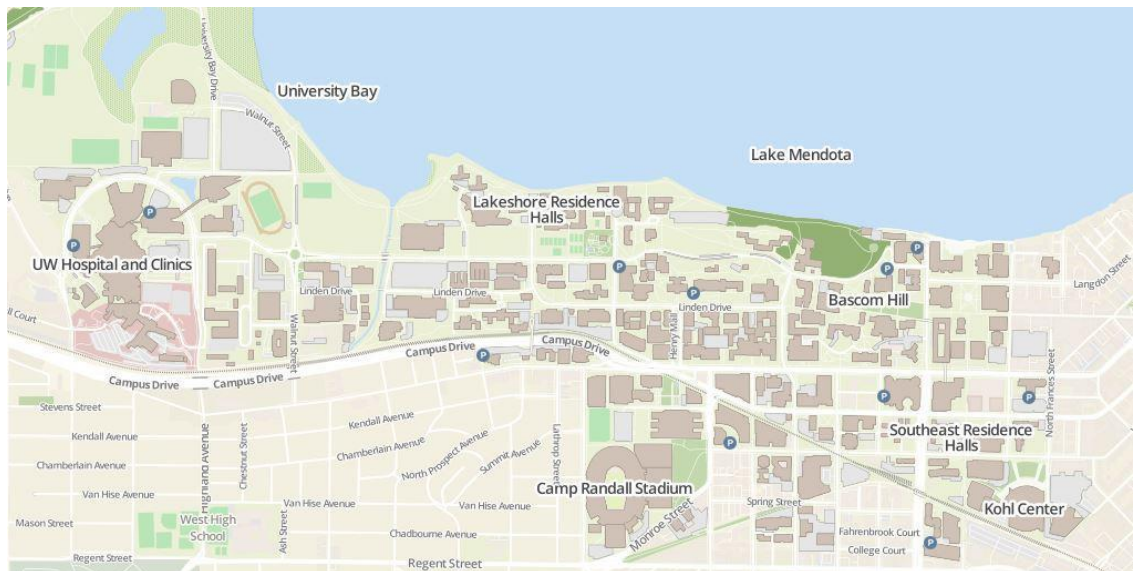 University Bay Drive
University Bay
Walnut Street
Lake Mendota
Lakeshore Residence
Halls
UW Hospital and Clinics
P
P
P
P
P
P
P
Langdon Street
Linden Drive
Linden Drive
Linden Drive
Bascom Hill
ll Court
Walnut Street
Henry Mall
Campus Drive
Campus Drive
P
Campus Drive
Campus Drive
North Frances Street
Stevens Street
Kendall Avenue
P
P
Kendall Avenue
Highland Avenue
Chestnut Street
Chamberlain Avenue
Lathrop Street
Southeast Residence
Halls
P
Chamberlain Avenue
North Prospect Avenue
Summit Avenue
Camp Randall Stadium
Van Hise Avenue
Van Hise Avenue
Van Hise Avenue
Spring Street
Kohl Center
Mason Street
West High
School
Ash Street
Chadbourne Avenue
Monroe Street
Fahrenbrook Court
P
College Court
Regent Street
Regent Street